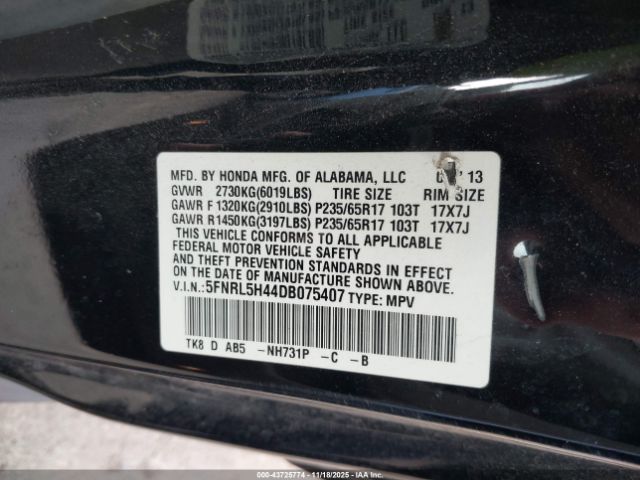 MFD. BY HONDA MFG. OF ALABAMA, LLC 13
GVWR 2730KG(6019LBS) TIRE SIZE RIM SIZE
GAWR F 1320KG(2910LBS) P235/65R17 103T 17X7J
GAWR R1450KG(3197LBS) P235/65R17 103T 17X7J
THIS VEHICLE CONFORMS TO ALL APPLICABLE
FEDERAL MOTOR VEHICLE SAFETY
AND THEFT PREVENTION STANDARDS IN EFFECT
ON THE DATE OF MANUFACTURE SHOWN ABOVE.
V.I.N.:5FNRL5H44DB075407 TYPE: MPV
TK8 D AB5 -NH731P -C -B
000-43725774 | 11/18/2025 | IAAI.COM